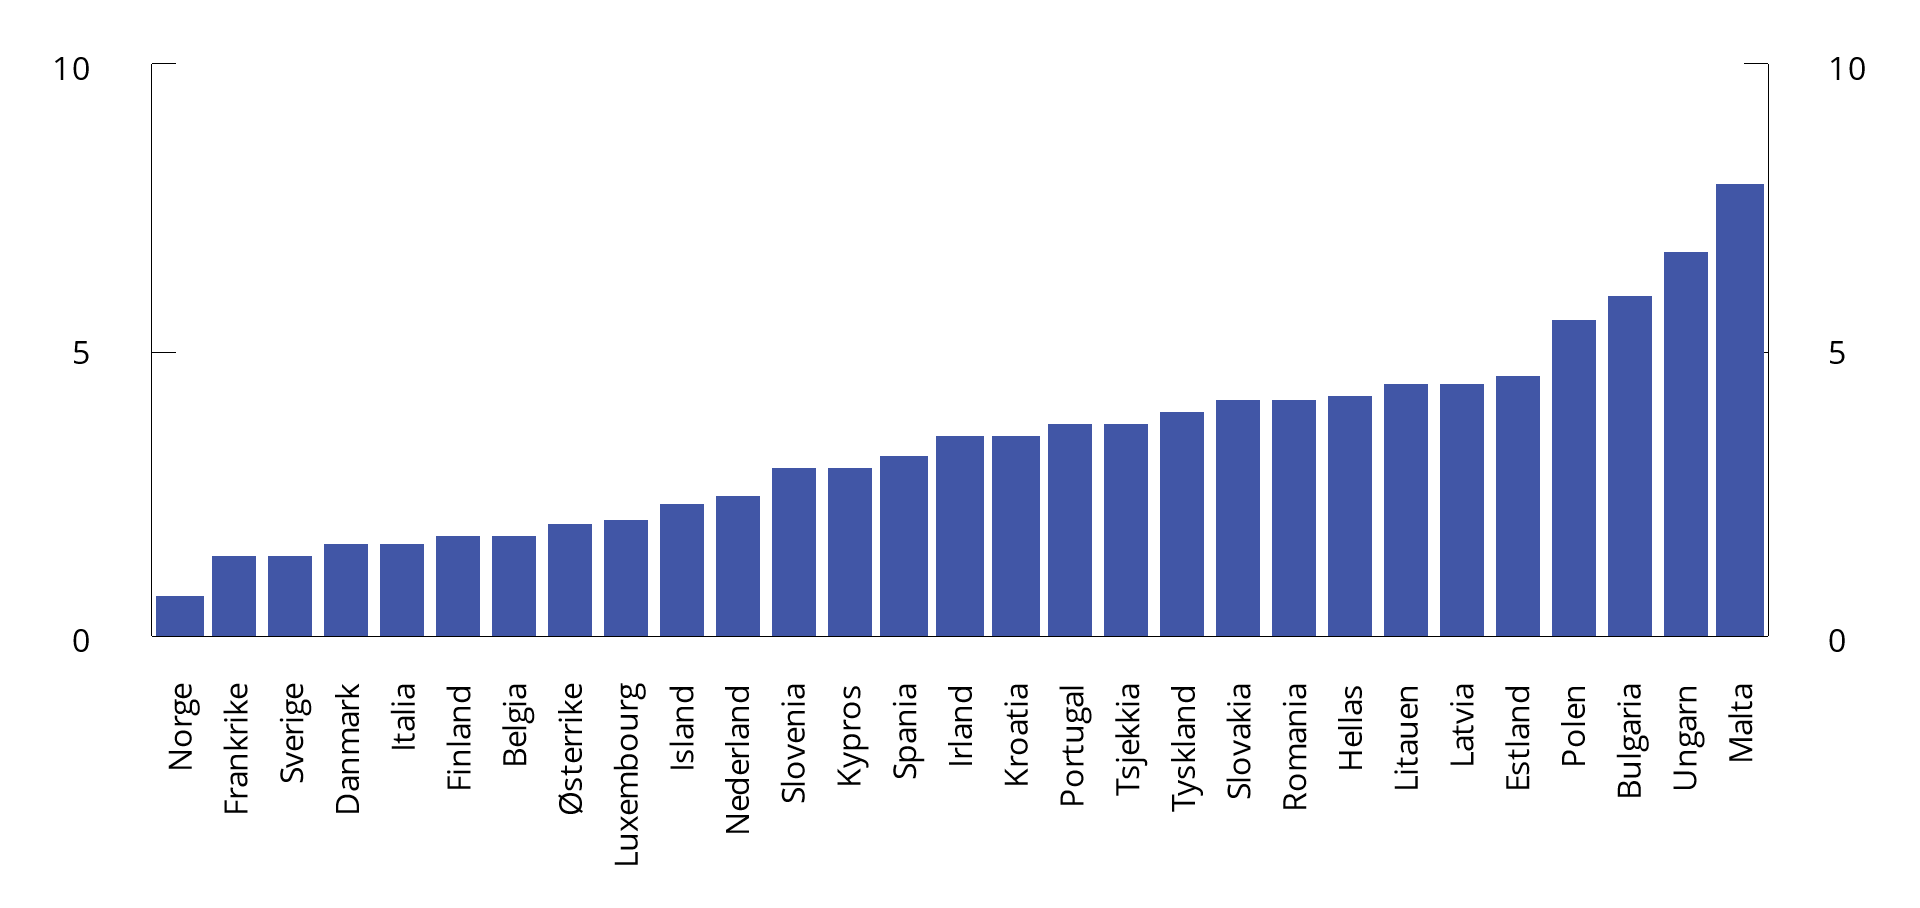 10
10
5
5
0
0
Norge
Frankrike
Sverige
Danmark
Italia
Finland
Belgia
Østerrike
Luxembourg
Island
Nederland
Slovenia
Kypros
Spania
Irland
Kroatia
Portugal
Tsjekkia
Tyskland
Slovakia
Romania
Hellas
Litauen
Latvia
Estland
Polen
Bulgaria
Ungarn
Malta